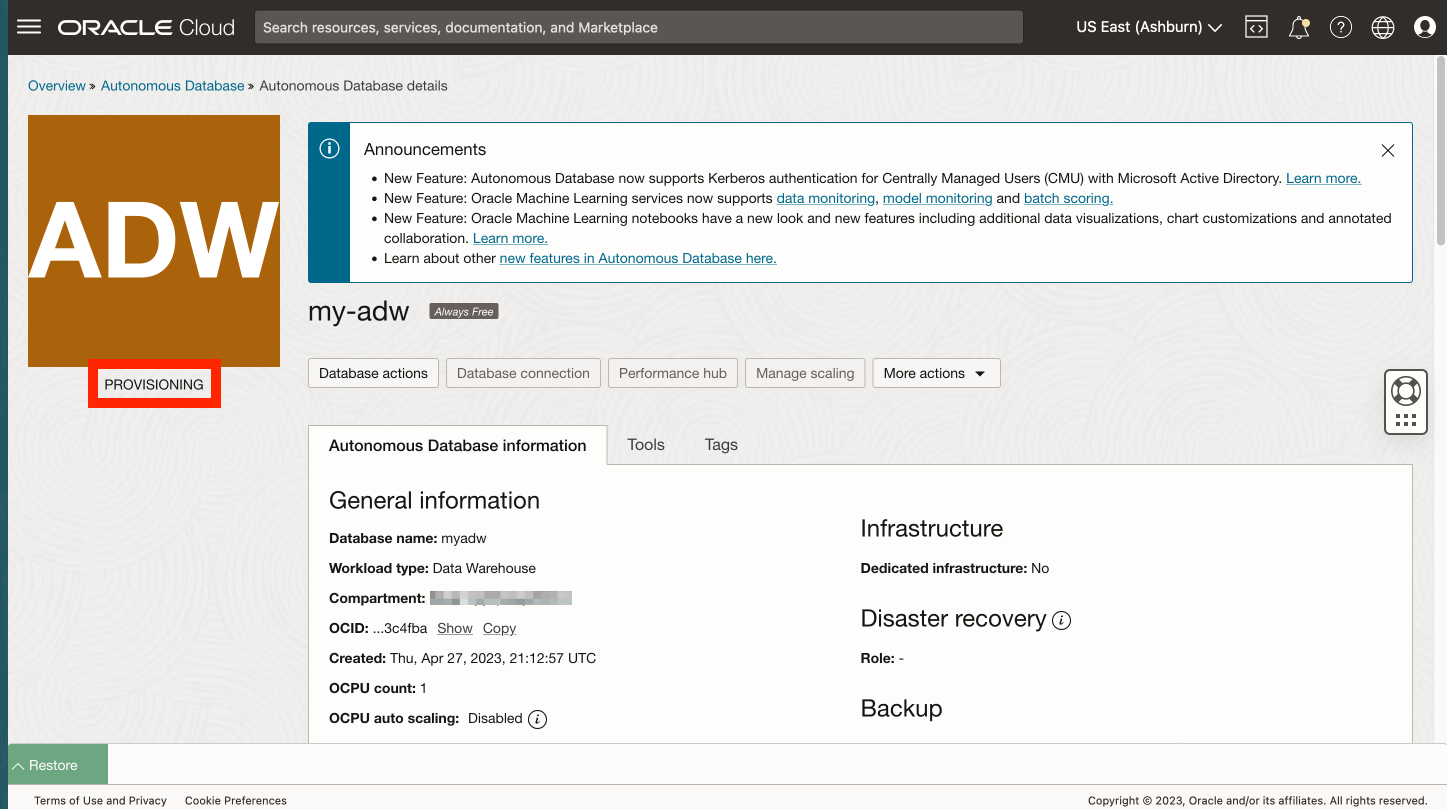 ORACLE Cloud
Search resources, services, documentation, and Marketplace
US East (Ashburn)
Overview » Autonomous Database » Autonomous Database details
ADW
PROVISIONING
Announcements
• New Feature: Autonomous Database now supports Kerberos authentication for Centrally Managed Users (CMU) with Microsoft Active Directory. Learn more.
• New Feature: Oracle Machine Learning services now supports data monitoring, model monitoring and batch scoring.
• New Feature: Oracle Machine Learning notebooks have a new look and new features including additional data visualizations, chart customizations and annotated
collaboration. Learn more.
• Learn about other new features in Autonomous Database here.
my-adw Always Free
Database actions Database connection Performance hub Manage scaling More actions
Autonomous Database information Tools Tags
General information
Database name: myadw
Workload type: Data Warehouse
Compartment:
OCID: ...3c4fba Show Copy
Created: Thu, Apr 27, 2023, 21:12:57 UTC
OCPU count: 1
OCPU auto scaling: Disabled
Infrastructure
Dedicated infrastructure: No
Disaster recovery
Role: -
Backup
Restore
Terms of Use and Privacy Cookie Preferences
Copyright © 2023, Oracle and/or its affiliates. All rights reserved.